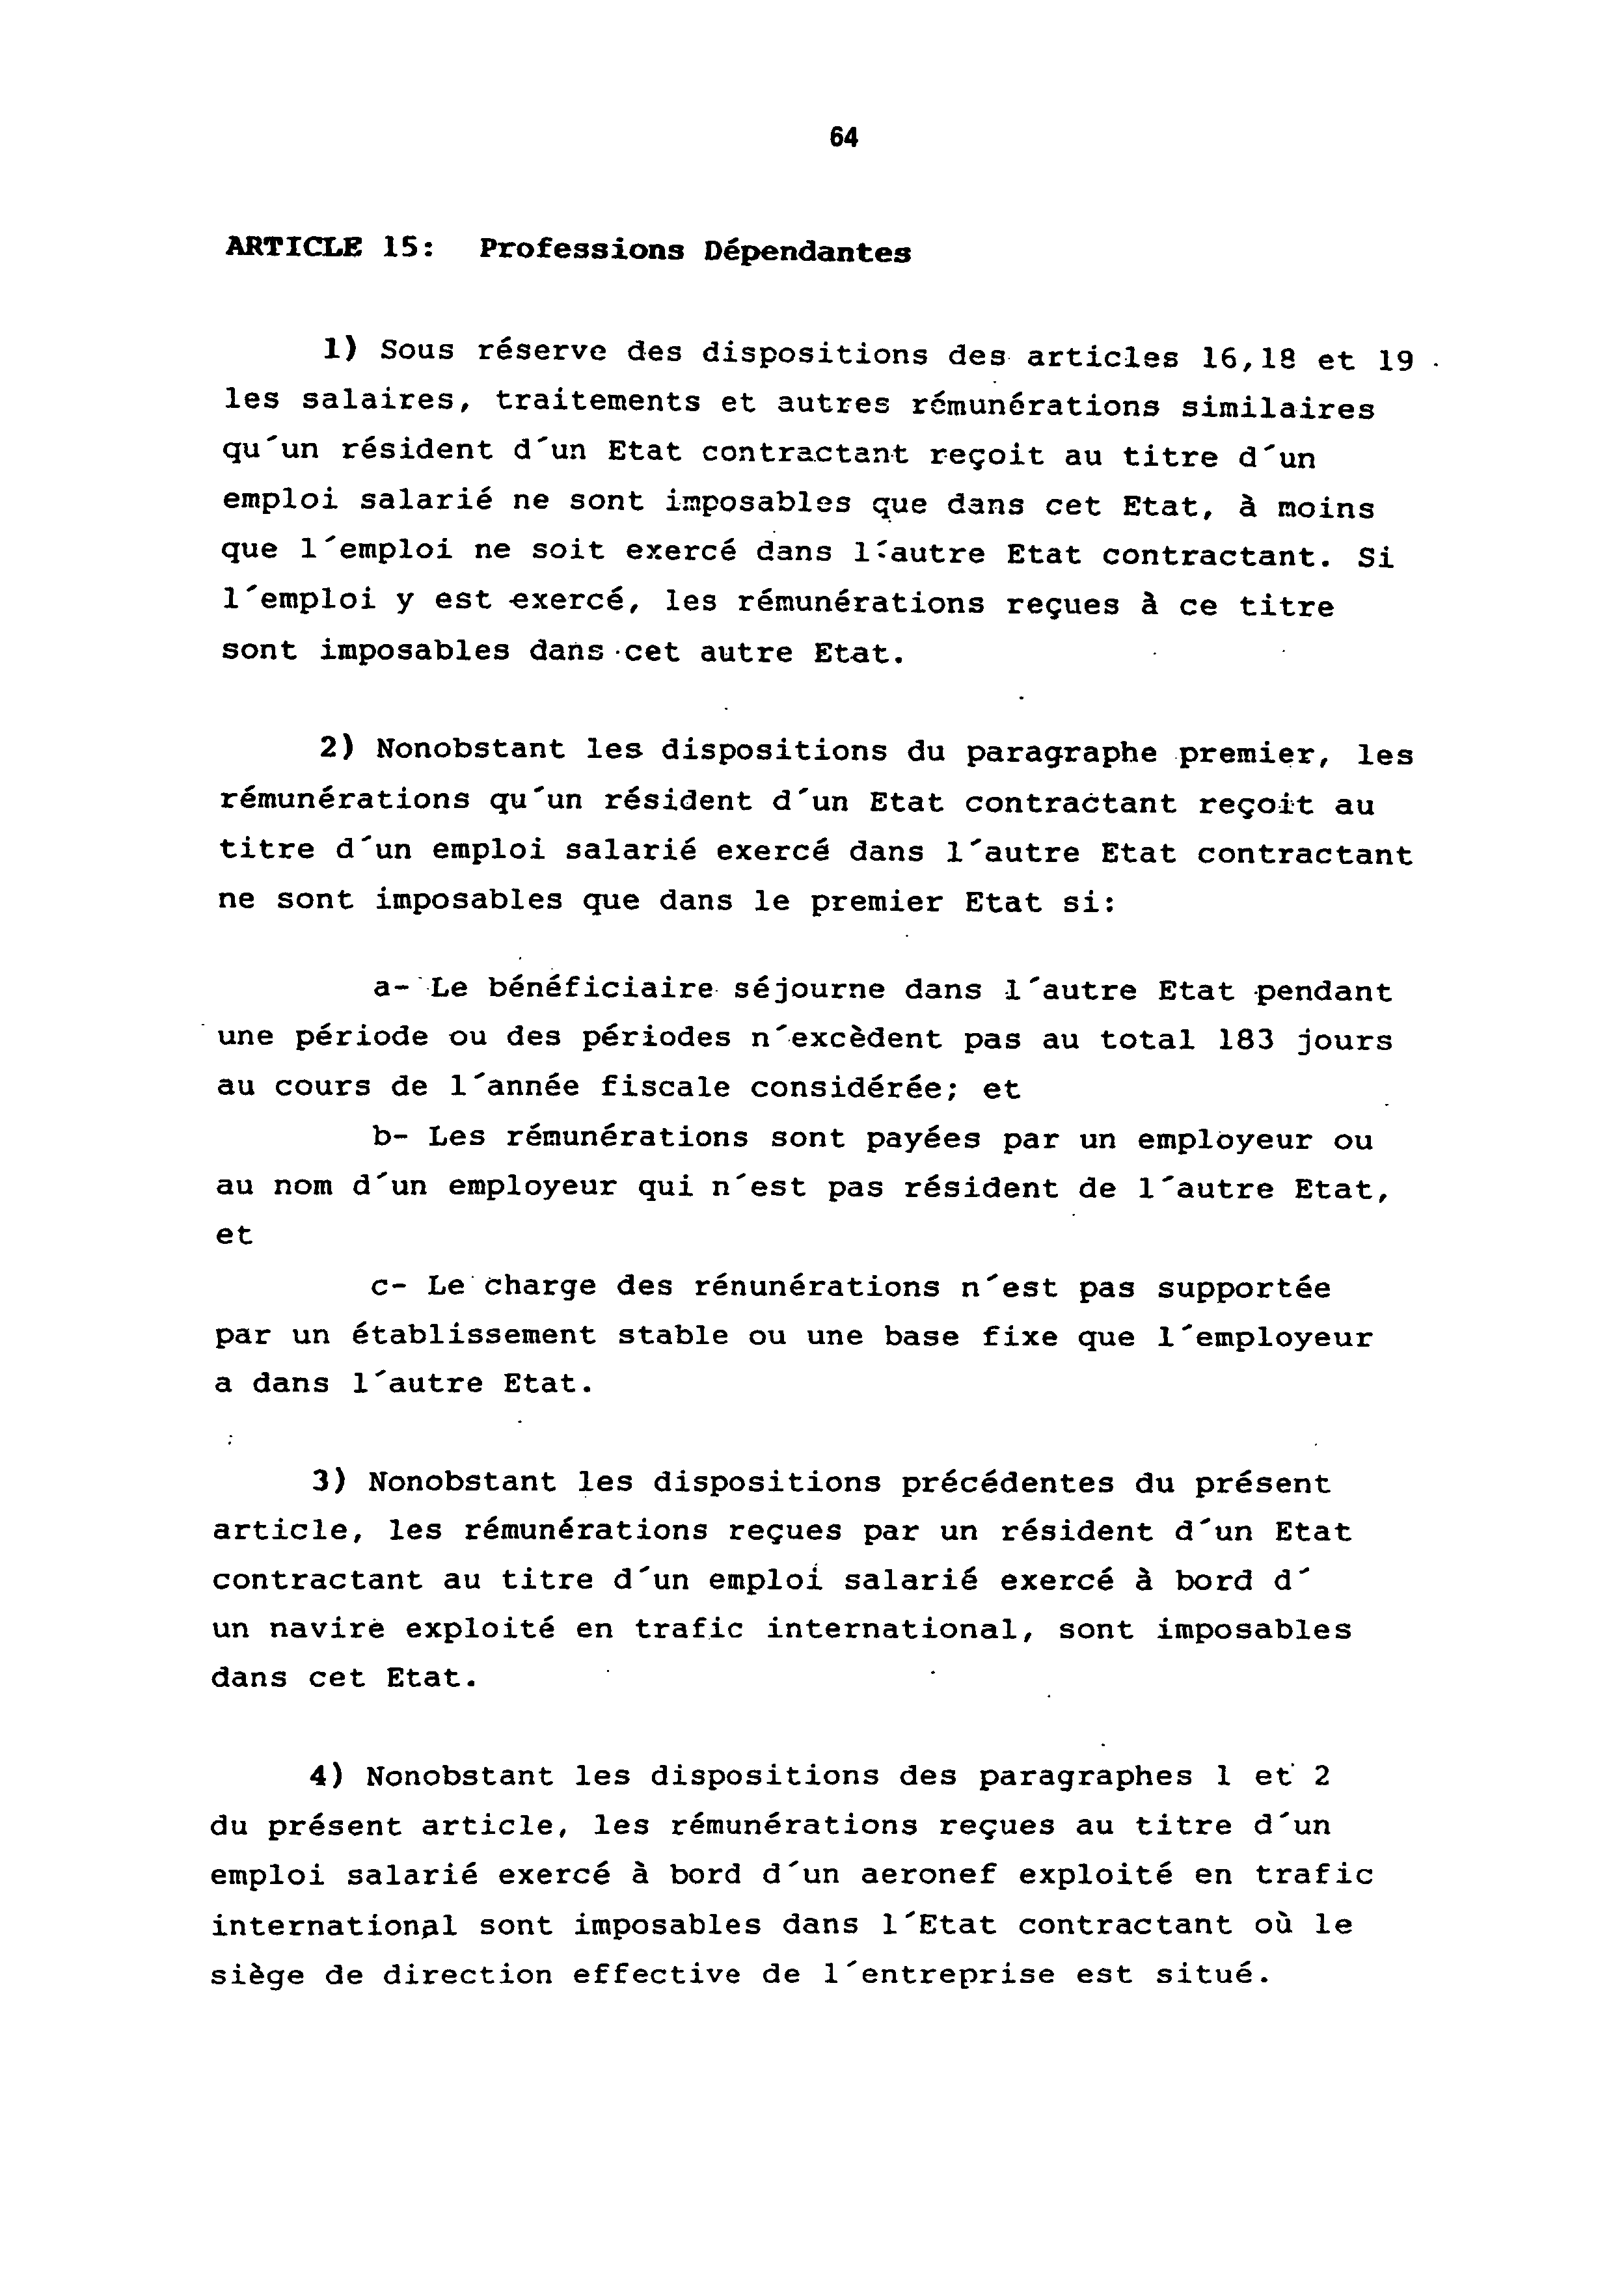 64
ARTICLE 15: Professions Dépendantes
1) Sous réserve des dispositions des articles 16,18 et 19
les salaires, traitements et autres rémunérations similaires
qu'un résident d'un Etat contractant reçoit au titre d'un
emploi salarié ne sont imposables que dans cet Etat, à moins
que l'emploi ne soit exercé dans l'autre Etat contractant. Si
l'emploi y est exercé, les rémunérations reçues à ce titre
sont imposables dans cet autre Etat.
2) Nonobstant les dispositions du paragraphe premier, les
rémunérations qu'un résident d'un Etat contractant reçoit au
titre d'un emploi salarié exercé dans l'autre Etat contractant
ne sont imposables que dans le premier Etat si:
a- Le bénéficiaire séjourne dans l'autre Etat pendant
une période ou des périodes n'excèdent pas au total 183 jours
au cours de l'année fiscale considérée; et
b- Les rémunérations sont payées par un employeur ou
au nom d'un employeur qui n'est pas résident de l'autre Etat,
et
c- Le charge des rénunérations n'est pas supportée
par un établissement stable ou une base fixe que l'employeur
a dans l'autre Etat.
3) Nonobstant les dispositions précédentes du présent
article, les rémunérations reçues par un résident d'un Etat
contractant au titre d'un emploi salarié exercé à bord d'
un navire exploité en trafic international, sont imposables
dans cet Etat.
4) Nonobstant les dispositions des paragraphes 1 et 2
du présent article, les rémunérations reçues au titre d'un
emploi salarié exercé à bord d'un aeronef exploité en trafic
international sont imposables dans l'Etat contractant où le
siège de direction effective de l'entreprise est situé.